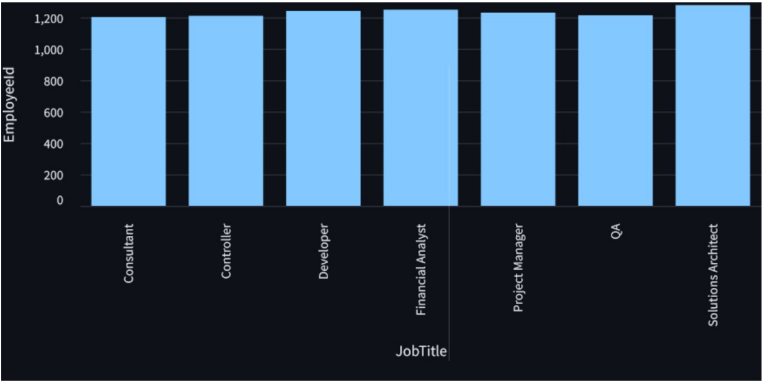 1,200
1,000
800
600
400
200
0
EmployeeId
Consultant
Controller
Developer
Financial Analyst
Project Manager
QA
Solutions Architect
JobTitle